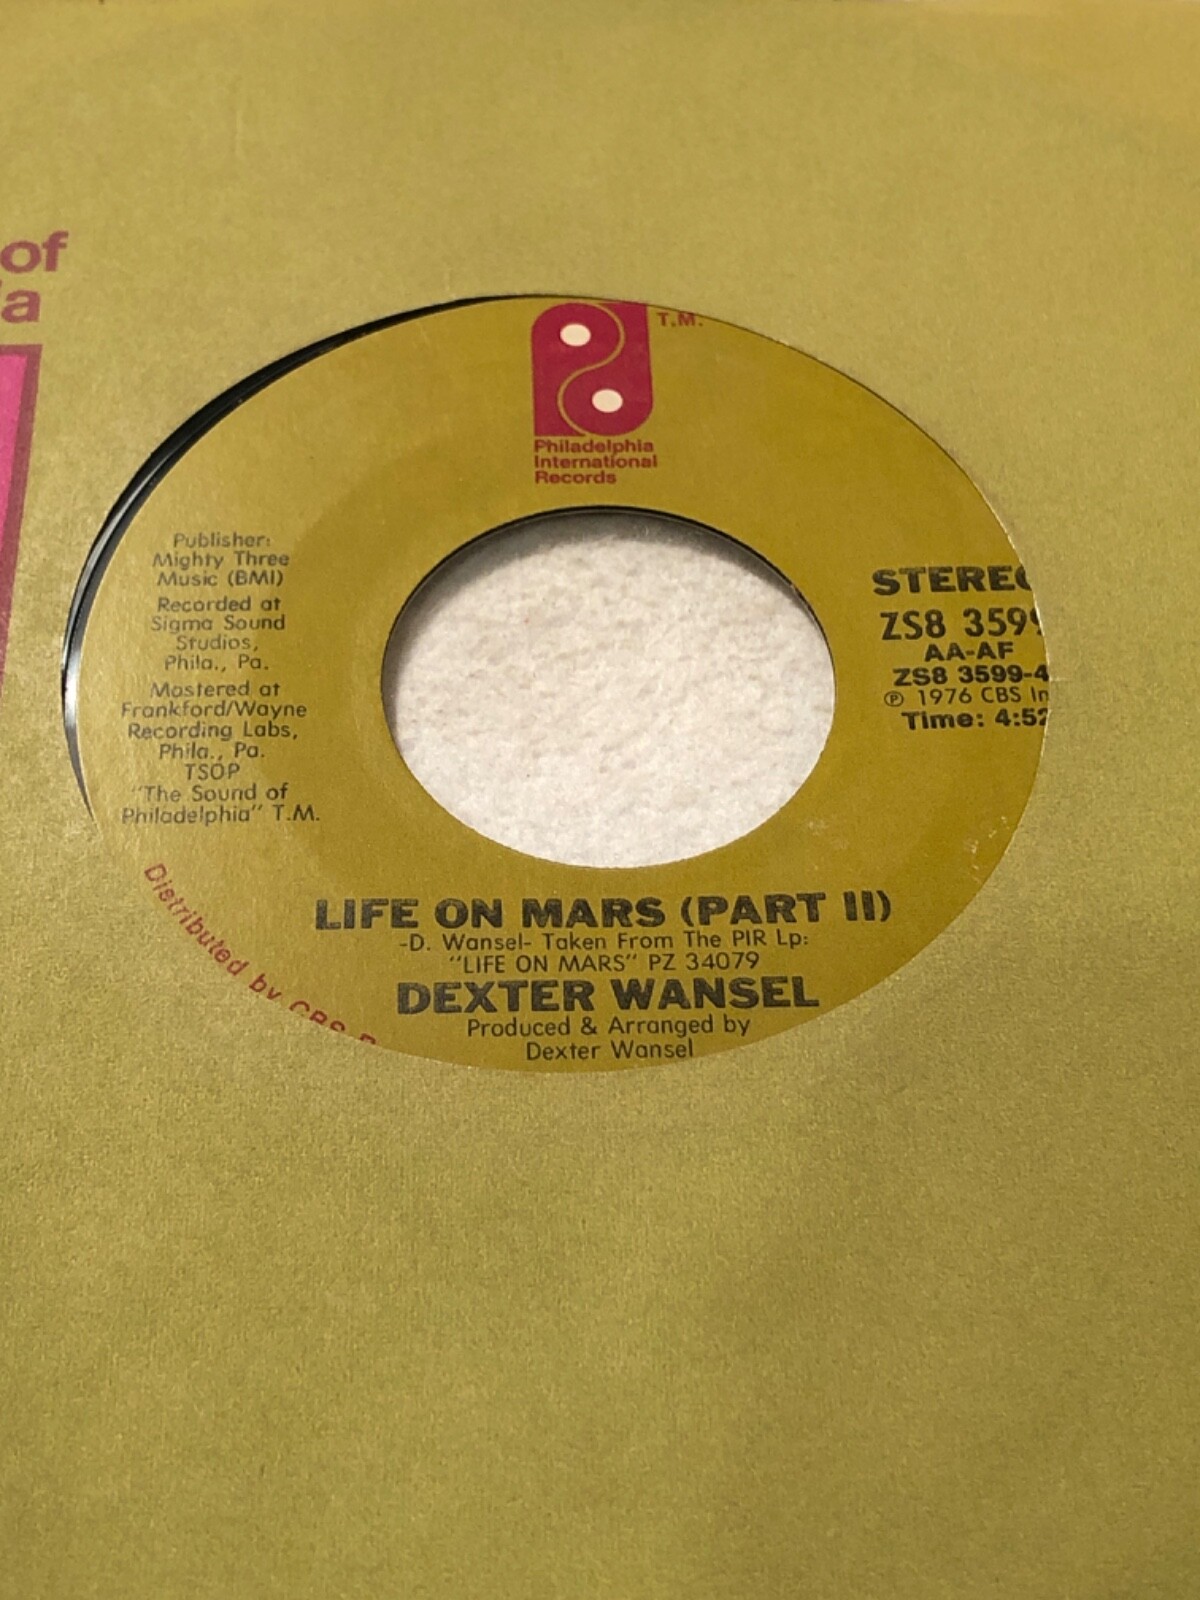 of
a
T.M.
Philadelphia
International
Records
Publisher:
Mighty Three
Music (BMI)
Recorded at
Sigma Sound
Studios,
Phila., Pa.
Mastered at
Frankford/Wayne
Recording Labs,
Phila., Pa.
TSOP
"The Sound of
Philadelphia" T.M.
STEREO
ZS8 3599
AA-AF
ZS8 3599-4
℗ 1976 CBS In
Time: 4:52
Distributed by CBS
LIFE ON MARS (PART II)
-D. Wansel- Taken From The PIR Lp:
"LIFE ON MARS" PZ 34079
DEXTER WANSEL
Produced & Arranged by
Dexter Wansel